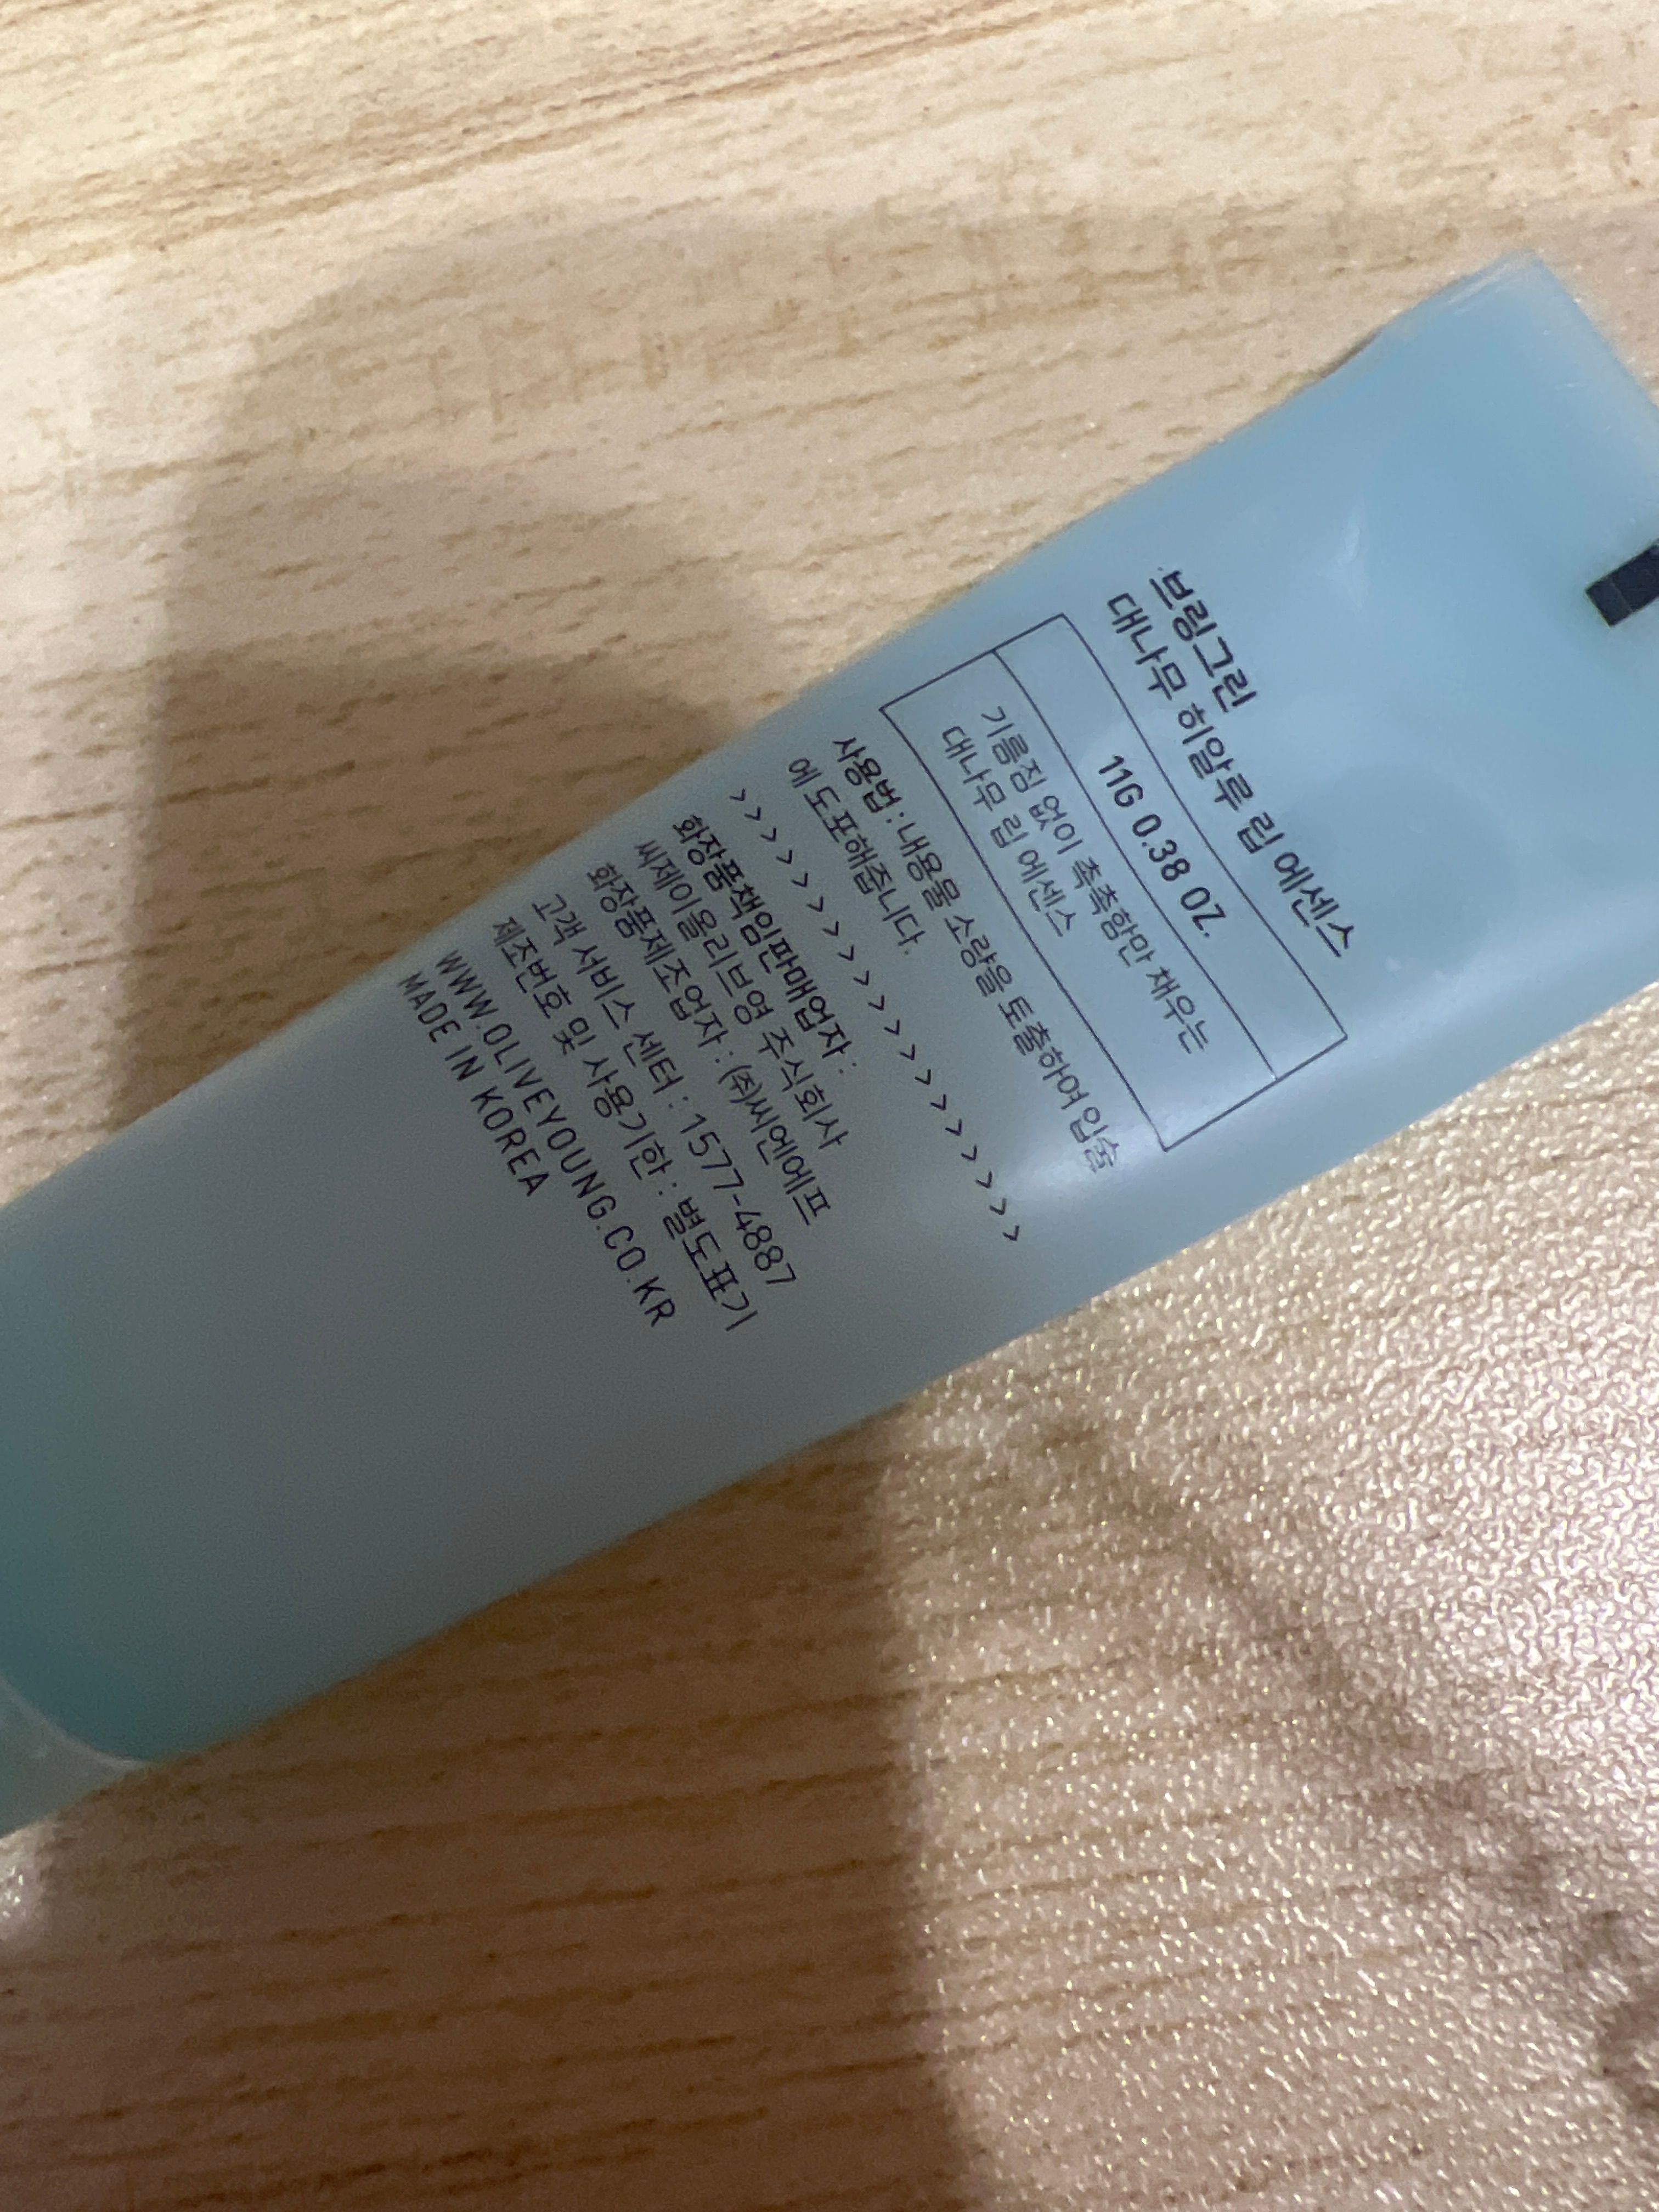 브링그린
대나무 히알루 립 에센스
11G 0.38 OZ.
기름짐 없이 촉촉함만 채우는
대나무 립 에센스
사용법 : 내용물 소량을 토출하여 입술
에 도포해줍니다.
>>>>>>>>>>>>>>>>>>>
화장품책임판매업자 :
씨제이올리브영 주식회사
화장품제조업자 : (주)씨엔에프
고객 서비스 센터 : 1577-4887
제조번호 및 사용기한 : 별도표기
WWW.OLIVEYOUNG.CO.KR
MADE IN KOREA